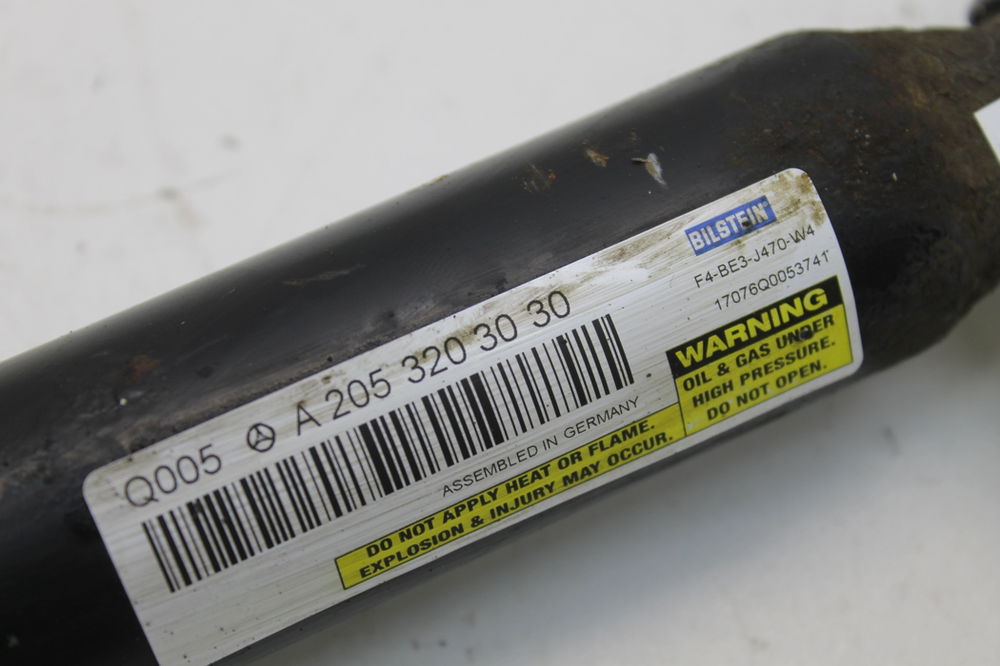 BILSTEIN®
F4-BE3-J470-W4
17076Q0053741
Q005 A 205 320 30 30
ASSEMBLED IN GERMANY
WARNING
OIL & GAS UNDER
HIGH PRESSURE.
DO NOT OPEN.
DO NOT APPLY HEAT OR FLAME.
EXPLOSION & INJURY MAY OCCUR.